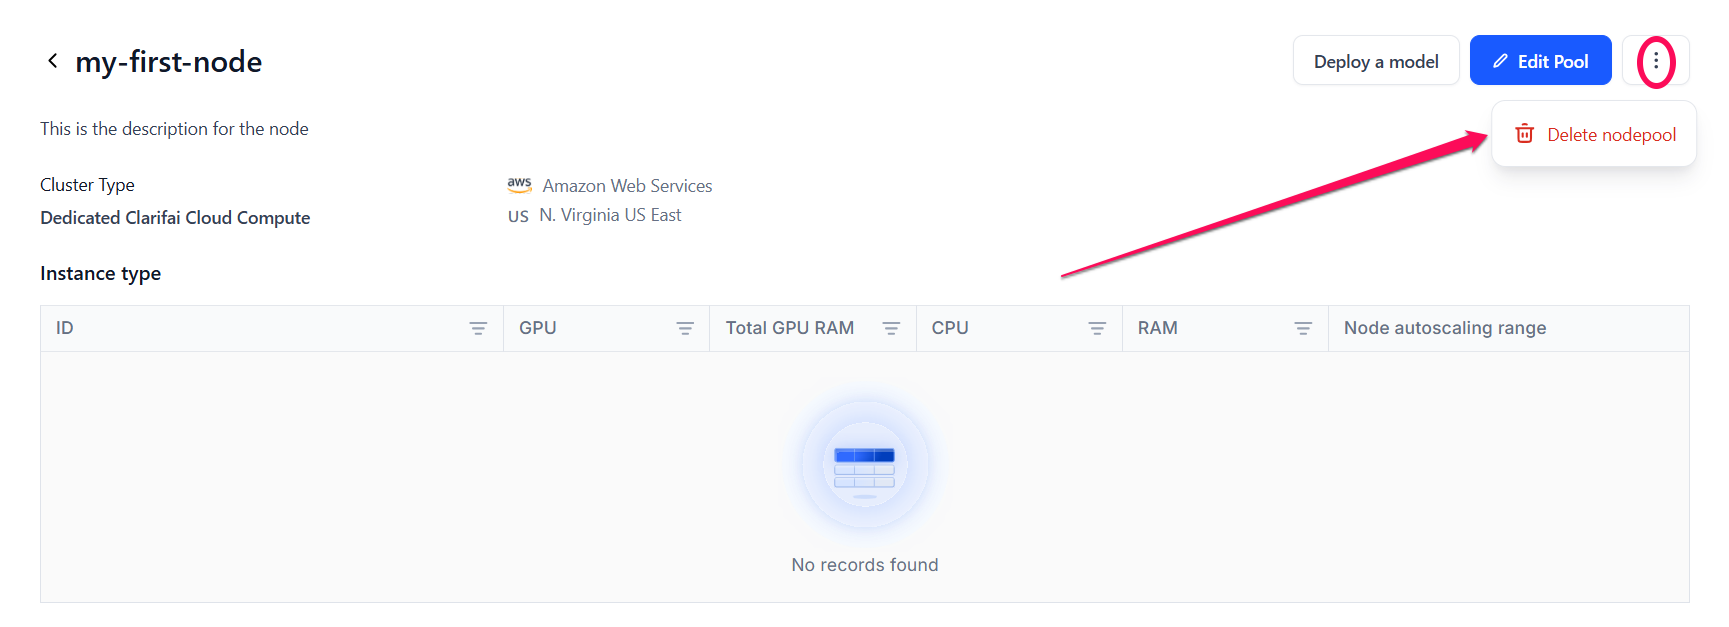 my-first-node
Deploy a model
Edit Pool
This is the description for the node
Delete nodepool
Cluster Type
aws Amazon Web Services
Dedicated Clarifai Cloud Compute
US N. Virginia US East
Instance type
ID GPU Total GPU RAM CPU RAM Node autoscaling range
No records found